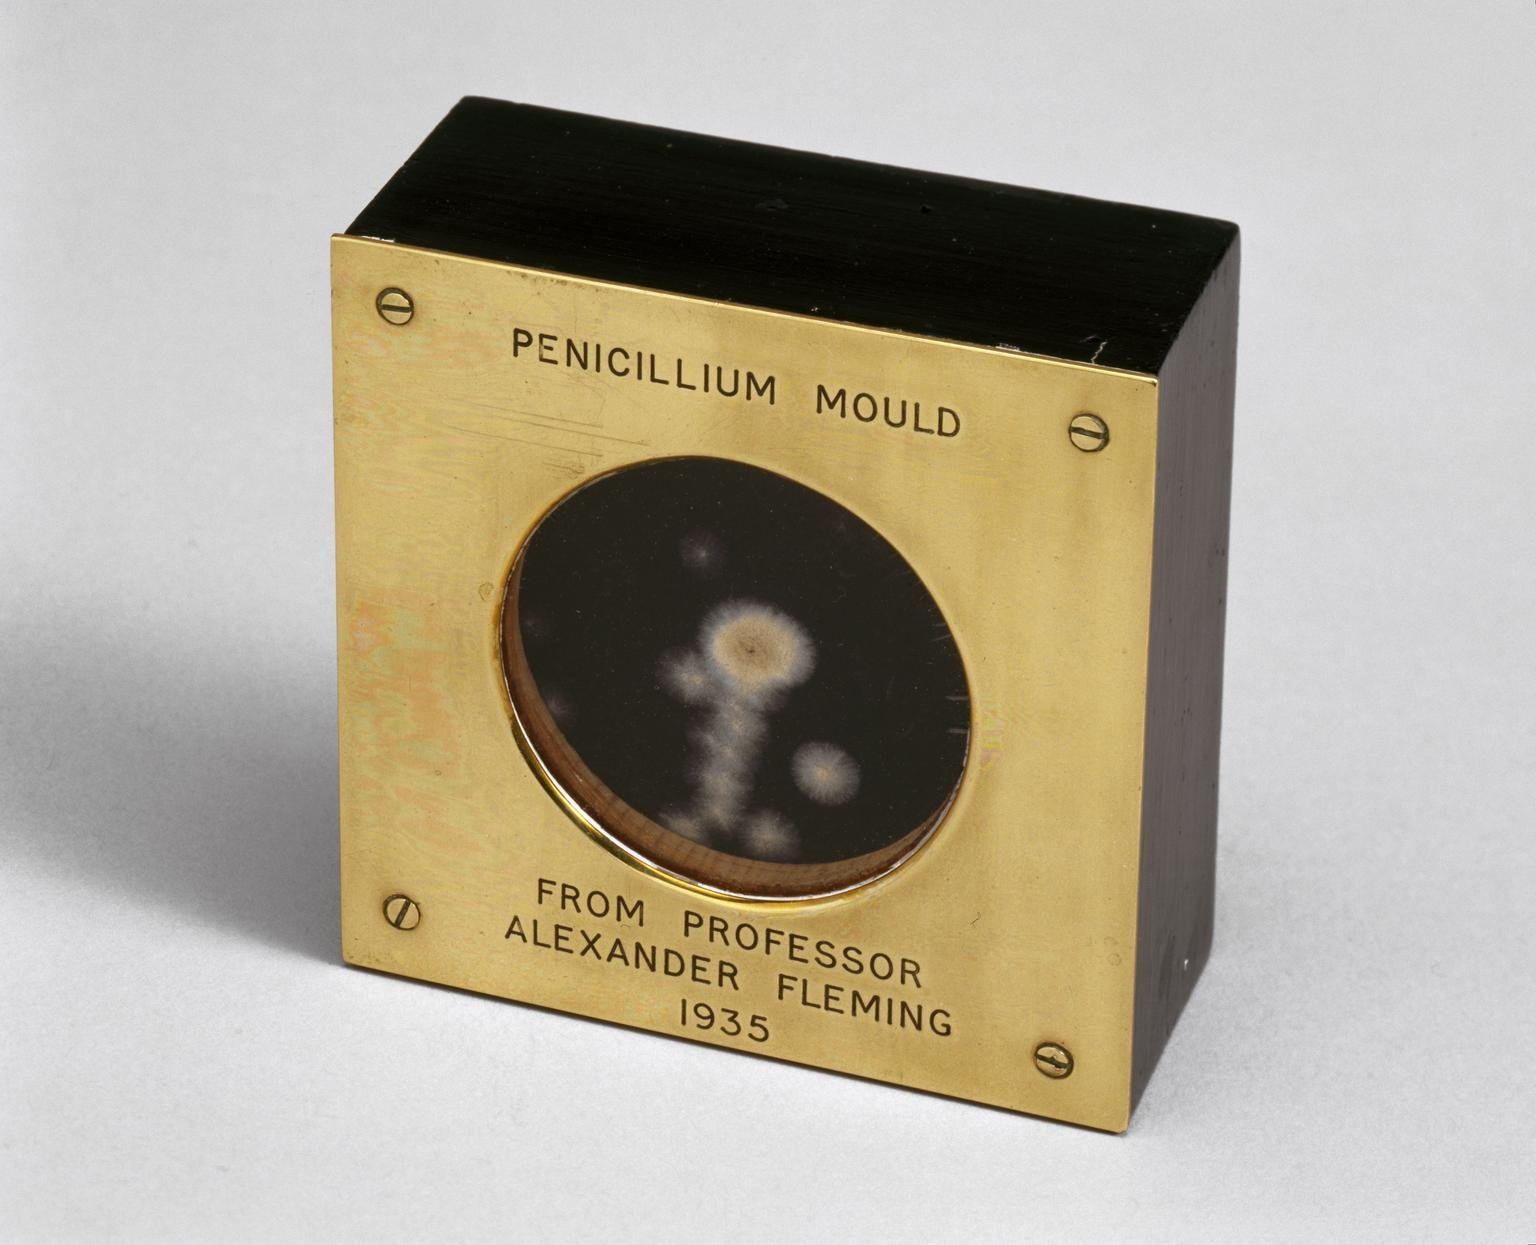 PENICILLIUM MOULD
FROM PROFESSOR
ALEXANDER FLEMING
1935